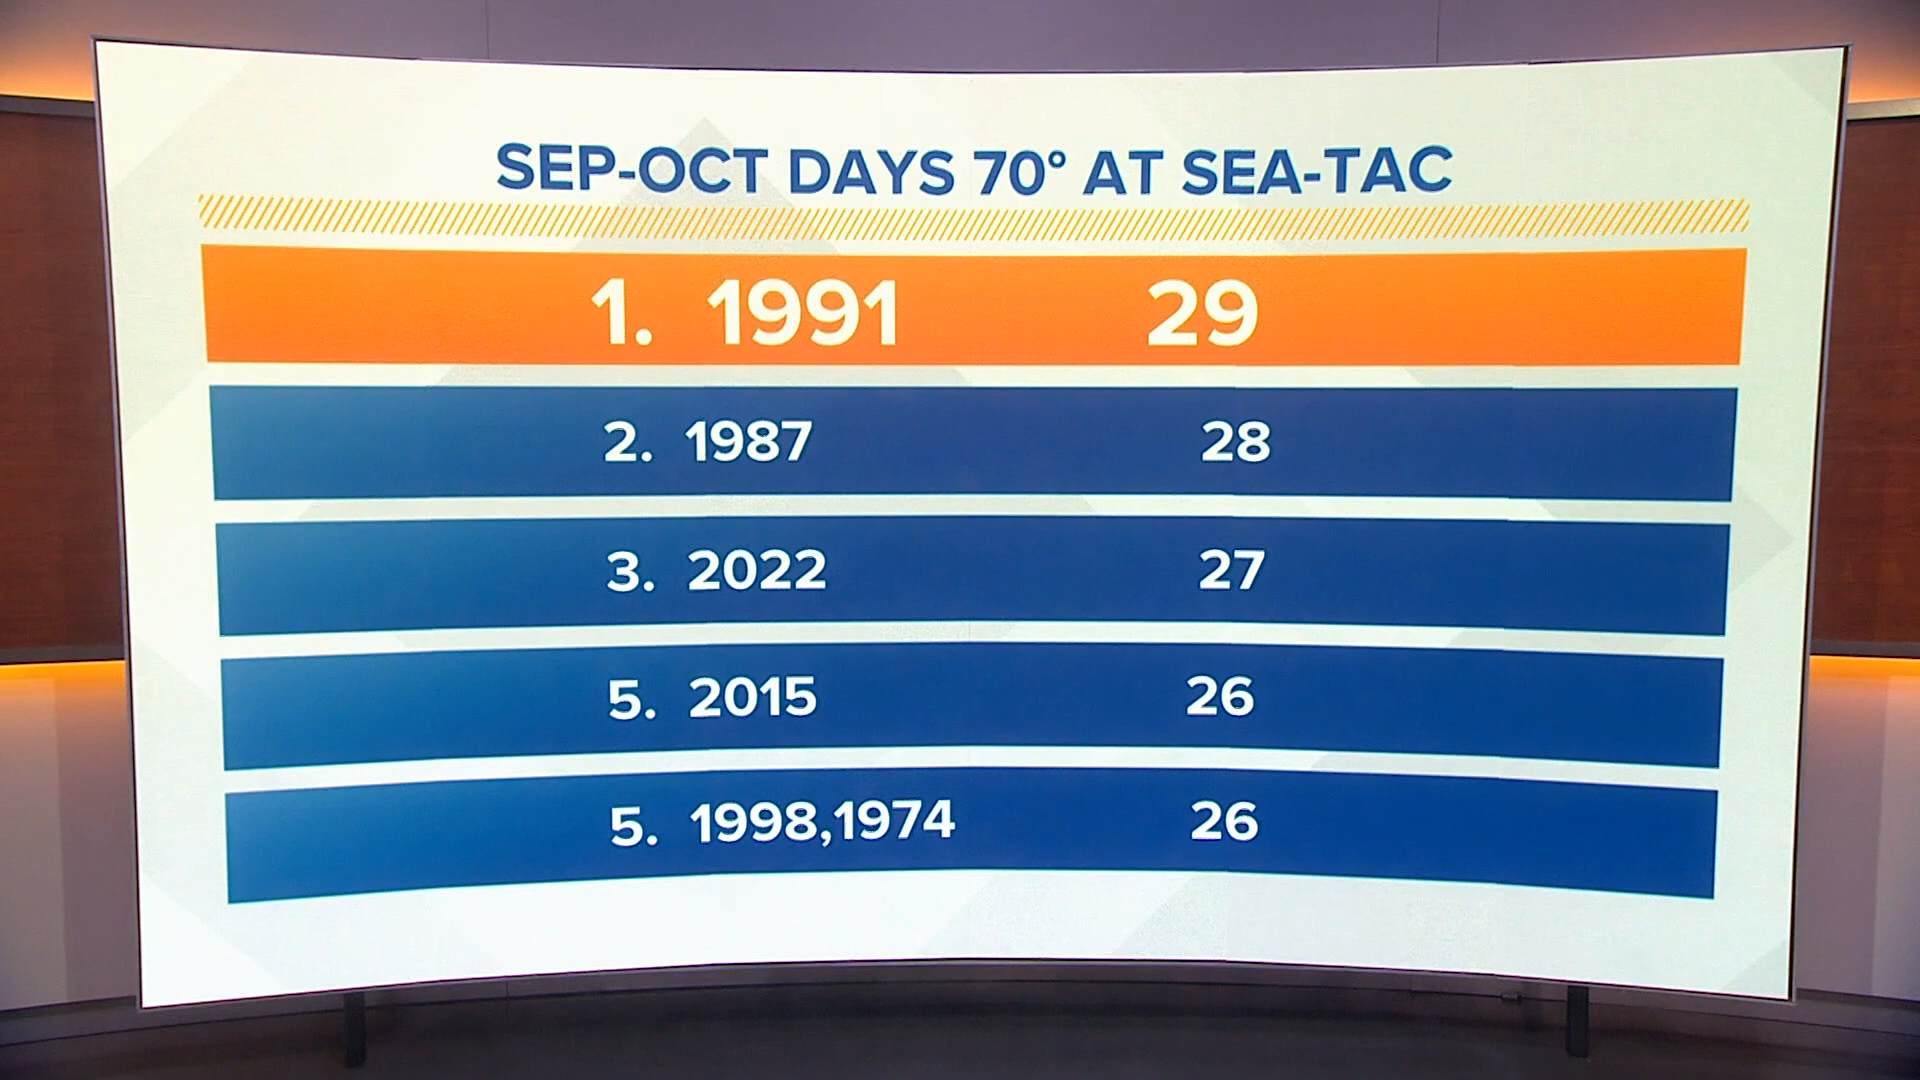 SEP-OCT DAYS 70° AT SEA-TAC
1. 1991 29
2. 1987 28
3. 2022 27
5. 2015 26
5. 1998,1974 26